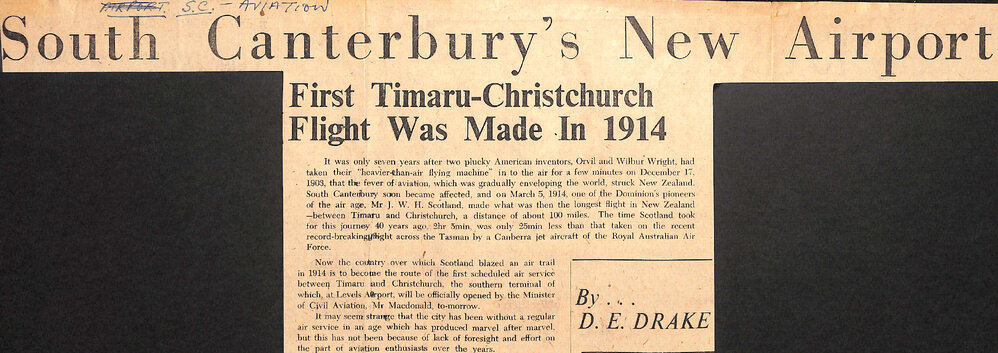 AIRPORT. S.C. - AVIATION
South Canterbury's New Airport
First Timaru-Christchurch
Flight Was Made In 1914
It was only seven years after two plucky American inventors, Orvil and Wilbur Wright, had
taken their "heavier-than-air flying machine" in to the air for a few minutes on December 17,
1903, that the fever of aviation, which was gradually enveloping the world, struck New Zealand.
South Canterbury soon became affected, and on March 5, 1914, one of the Dominion's pioneers
of the air age, Mr J. W. H. Scotland, made what was then the longest flight in New Zealand
—between Timaru and Christchurch, a distance of about 100 miles. The time Scotland took
for this journey 40 years ago, 2hr 3min, was only 25min less than that taken on the recent
record-breaking flight across the Tasman by a Canberra jet aircraft of the Royal Australian Air
Force.
Now the country over which Scotland blazed an air trail
in 1914 is to become the route of the first scheduled air service
between Timaru and Christchurch, the southern terminal of
which, at Levels Airport, will be officially opened by the Minister
of Civil Aviation, Mr Macdonald, to-morrow.
It may seem strange that the city has been without a regular
air service in an age which has produced marvel after marvel,
but this has not been because of lack of foresight and effort on
the part of aviation enthusiasts over the years.
By . . .
D. E. DRAKE